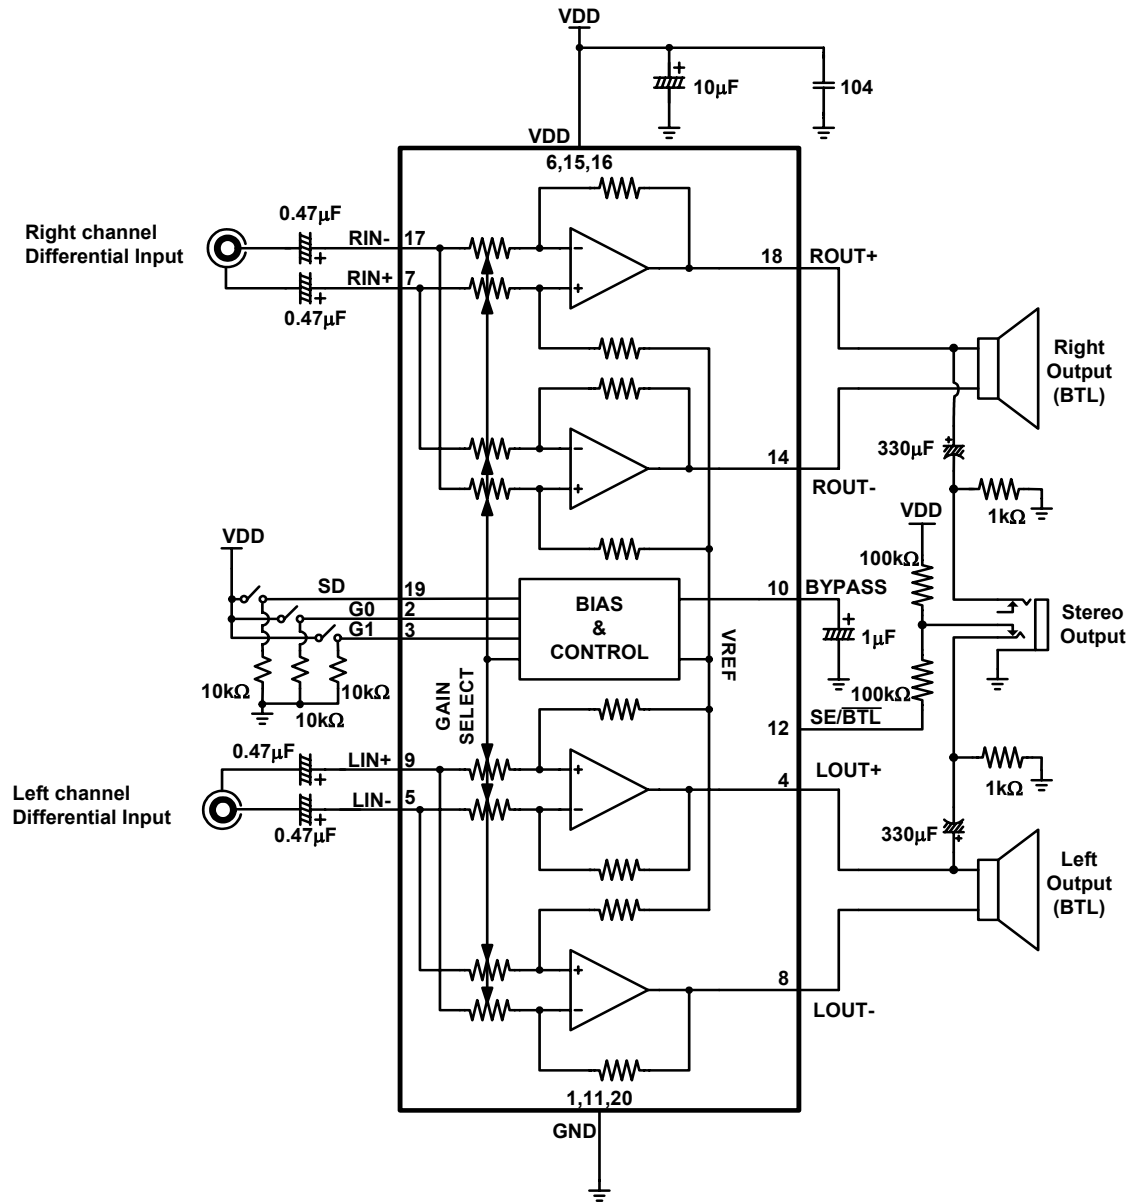 VDD
+
10µF
104
VDD
6,15,16
Right channel
Differential Input
0.47µF
+
RIN-
17
RIN+
7
+
0.47µF
−
+
18
ROUT+
Right
Output
(BTL)
−
+
14
ROUT-
+
330µF
1kΩ
VDD
100kΩ
VDD
SD
19
G0
2
G1
3
10kΩ
10kΩ
10kΩ
BIAS
&
CONTROL
10
BYPASS
+
1µF
Stereo
Output
GAIN
SELECT
VREF
100kΩ
12
SE/BTL
0.47µF
+
LIN+
9
Left channel
Differential Input
LIN-
5
+
0.47µF
+
−
4
LOUT+
1kΩ
330µF
+
Left
Output
(BTL)
+
−
8
LOUT-
1,11,20
GND